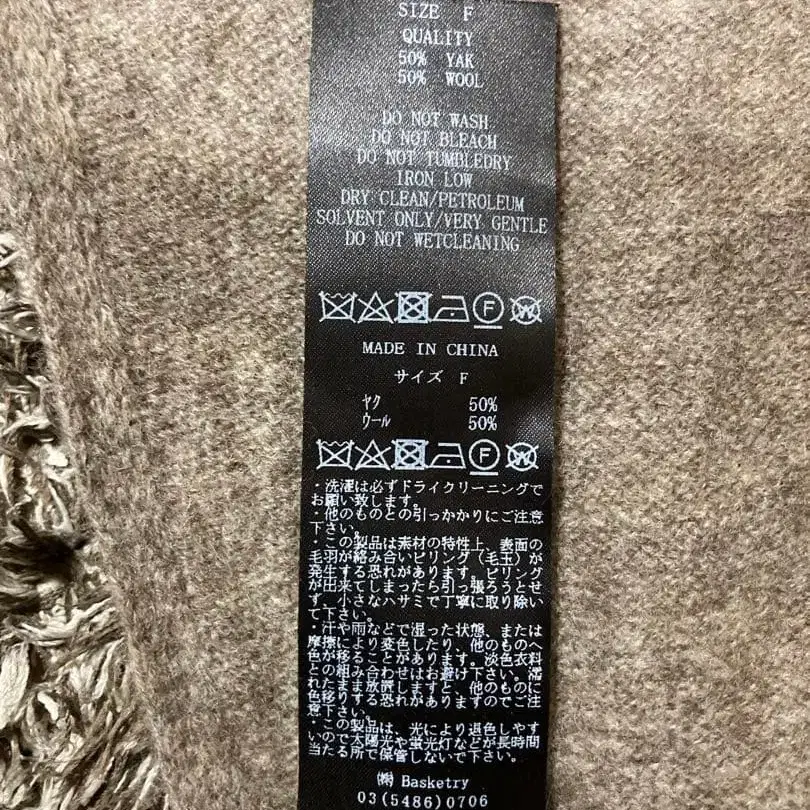 SIZE F
QUALITY
50% YAK
50% WOOL
DO NOT WASH
DO NOT BLEACH
DO NOT TUMBLEDRY
IRON LOW
DRY CLEAN/PETROLEUM
SOLVENT ONLY/VERY GENTLE
DO NOT WETCLEANING
F W
MADE IN CHINA
サイズ F
ヤク 50%
ウール 50%
F W
・洗濯は必ずドライクリーニングで
お願い致します。
・他のものとの引っかかりにご注意
下さい。
・この製品は素材の特性上、表面の
毛羽が絡み合いピリング（毛玉）が
発生する恐れがあります。ピリング
が出来てしまったら引っ張ろうとせ
ず、小さなハサミで丁寧に取り除い
て下さい。
・汗や雨などで湿った状態、または
摩擦により変色したり、他のものへ
色が移ることがあります。淡色衣料
との組み合わせはお避け下さい。濡
れたまま放置しますと、他のものに
色移りする恐れがありますのでご注
意下さい。
・この製品は、光により退色しやす
いので太陽光や蛍光灯などが長時間
当たる所で保管しないで下さい。
㈱ Basketry
03(5486)0706